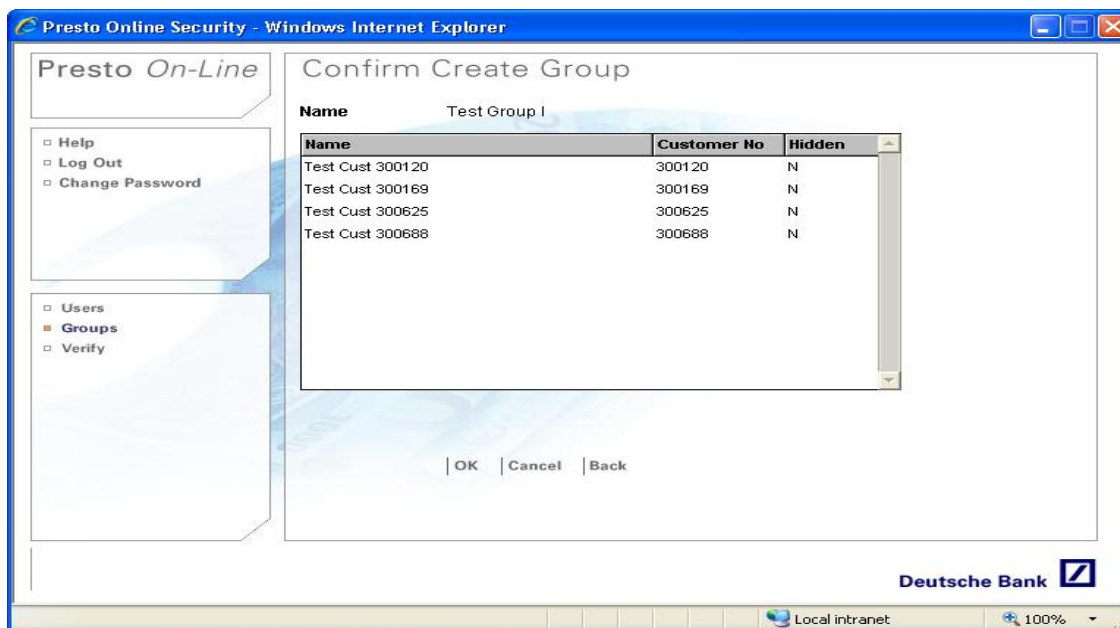 Presto Online Security - Windows Internet Explorer
Presto On-Line
Help
Log Out
Change Password
Users
Groups
Verify
Confirm Create Group
Name Test Group I
Name Customer No Hidden
Test Cust 300120 300120 N
Test Cust 300169 300169 N
Test Cust 300625 300625 N
Test Cust 300688 300688 N
OK Cancel Back
Deutsche Bank
Local intranet 100%